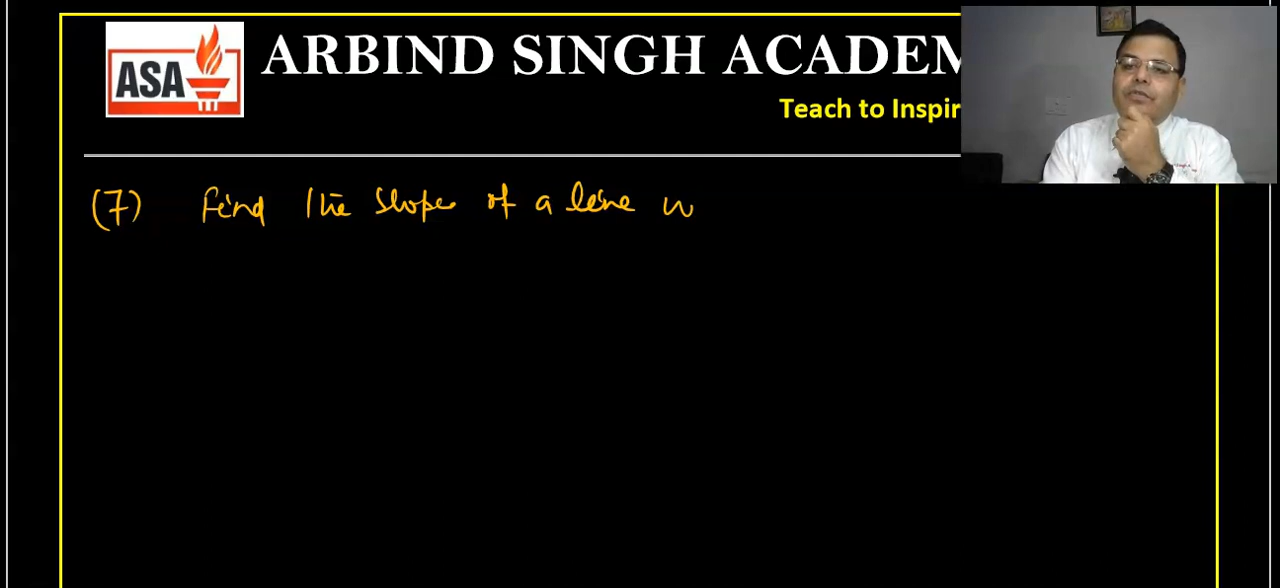 ASA
ARBIND SINGH ACADEM
Teach to Inspir
(7) Find the slope of a line w